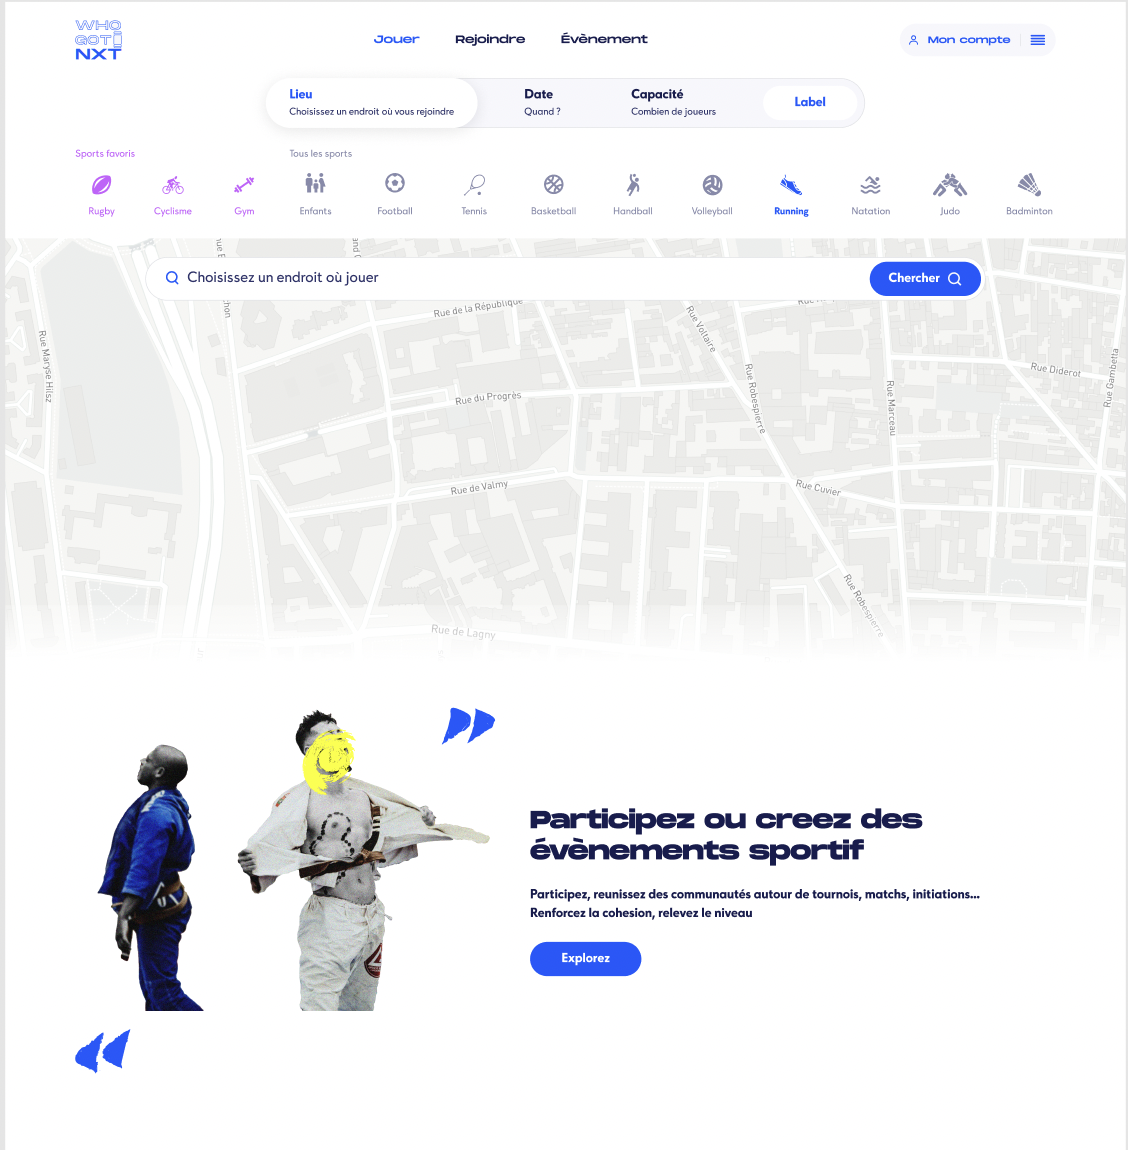 WHO
GOT
NXT
Jouer
Rejoindre
Évènement
Mon compte
Lieu
Choisissez un endroit où vous rejoindre
Date
Quand ?
Capacité
Combien de joueurs
Label
Sports favoris
Tous les sports
Rugby
Cyclisme
Gym
Enfants
Football
Tennis
Basketball
Handball
Volleyball
Running
Natation
Judo
Badminton
Choisissez un endroit où jouer
Chercher
Rue de la République
Rue Voltaire
Rue Maryse Hilsz
Rue Diderot
Rue Gambetta
Rue du Progrès
Rue Robespierre
Rue Marceau
Rue de Valmy
Rue Cuvier
Rue Robespierre
Rue de Lagny
Participez ou creez des
évènements sportif
Participez, reunissez des communautés autour de tournois, matchs, initiations...
Renforcez la cohesion, relevez le niveau
Explorez